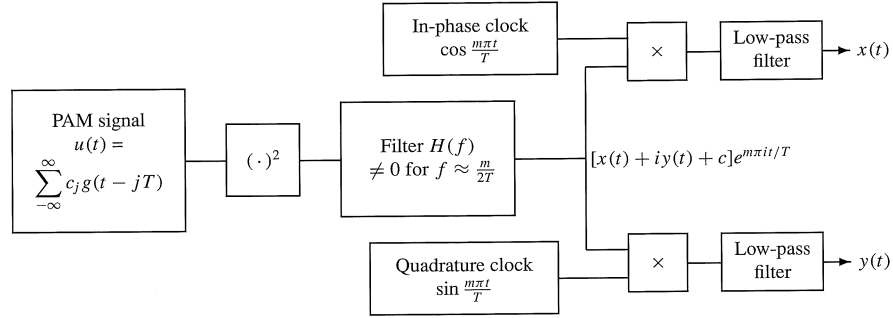 In-phase clock
cos mπt/T
×
Low-pass
filter
x(t)
PAM signal
u(t) =
∑_{-∞}^{∞} c_j g(t − jT)
(·)²
Filter H(f)
≠ 0 for f ≈ m/2T
[x(t) + iy(t) + c]e^{mπit/T}
Quadrature clock
sin mπt/T
×
Low-pass
filter
y(t)